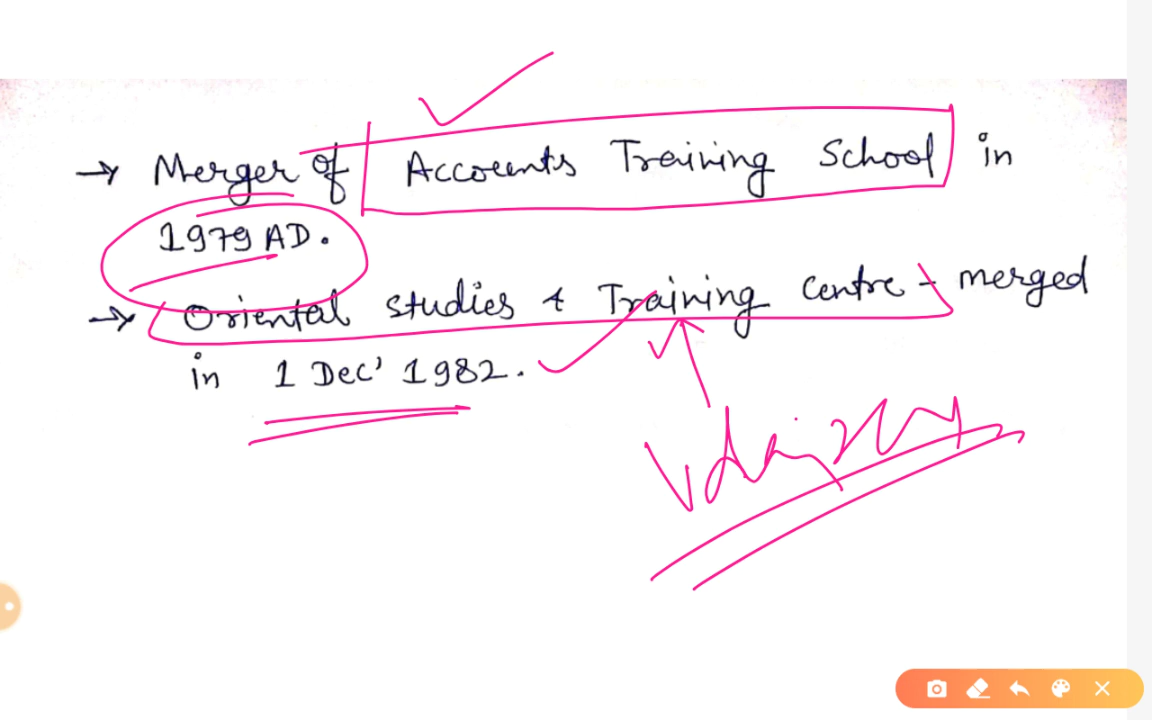 → Merger of Accounts Training School in
1979 AD.
→ Oriental studies & Training Centre - merged
in 1 Dec' 1982.